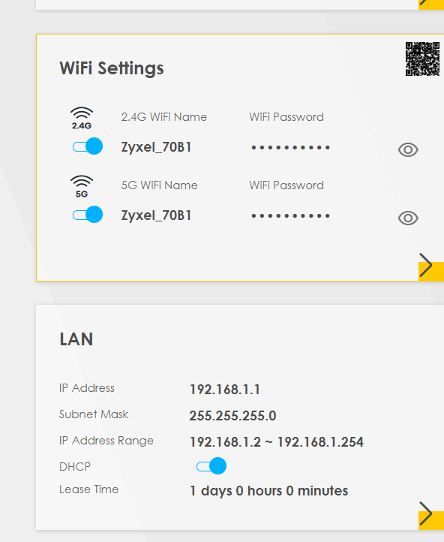 WiFi Settings
2.4G WiFi Name WiFi Password
2.4G
Zyxel_70B1 ••••••••••
5G WiFi Name WiFi Password
5G
Zyxel_70B1 ••••••••••
LAN
IP Address 192.168.1.1
Subnet Mask 255.255.255.0
IP Address Range 192.168.1.2 ~ 192.168.1.254
DHCP
Lease Time 1 days 0 hours 0 minutes